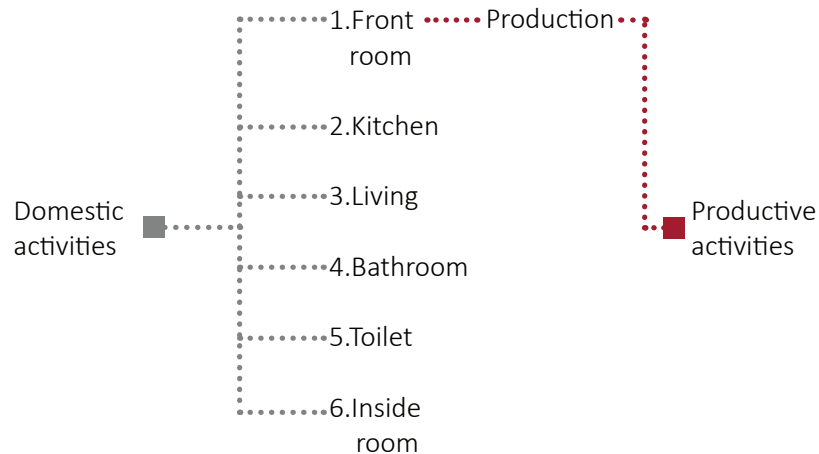 1.Front
room
Production
2.Kitchen
3.Living
Domestic
activities
4.Bathroom
5.Toilet
6.Inside
room
Productive
activities